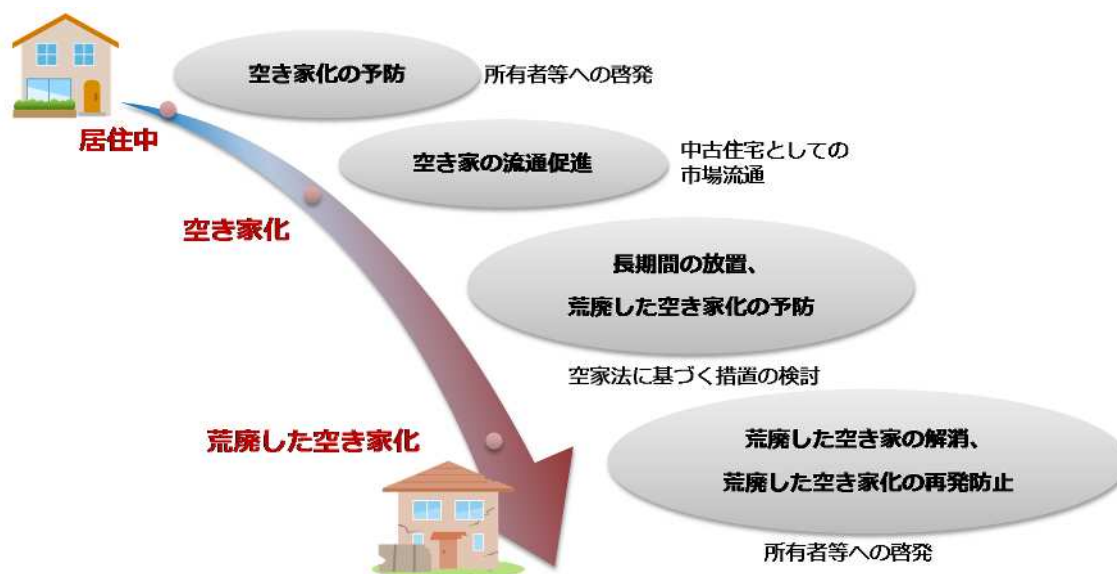 空き家化の予防
所有者等への啓発
居住中
空き家の流通促進
中古住宅としての
市場流通
空き家化
長期間の放置、
荒廃した空き家化の予防
空家法に基づく措置の検討
荒廃した空き家化
荒廃した空き家の解消、
荒廃した空き家化の再発防止
所有者等への啓発